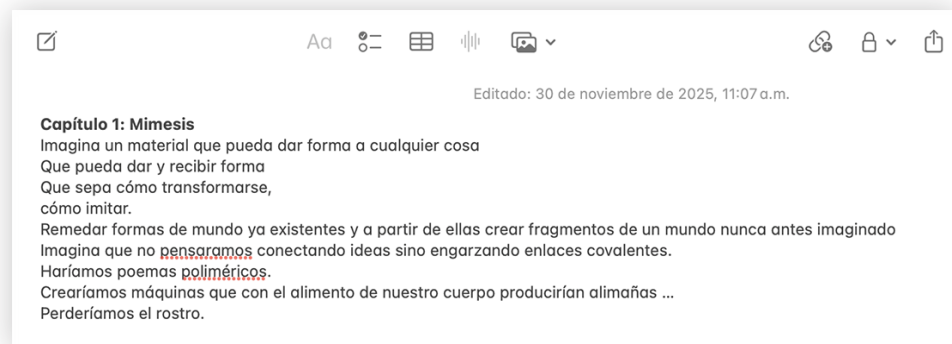 Aa
Editado: 30 de noviembre de 2025, 11:07 a.m.
Capítulo 1: Mimesis
Imagina un material que pueda dar forma a cualquier cosa
Que pueda dar y recibir forma
Que sepa cómo transformarse,
cómo imitar.
Remedar formas de mundo ya existentes y a partir de ellas crear fragmentos de un mundo nunca antes imaginado
Imagina que no pensaramos conectando ideas sino engarzando enlaces covalentes.
Haríamos poemas poliméricos.
Crearíamos máquinas que con el alimento de nuestro cuerpo producirían alimañas ...
Perderíamos el rostro.